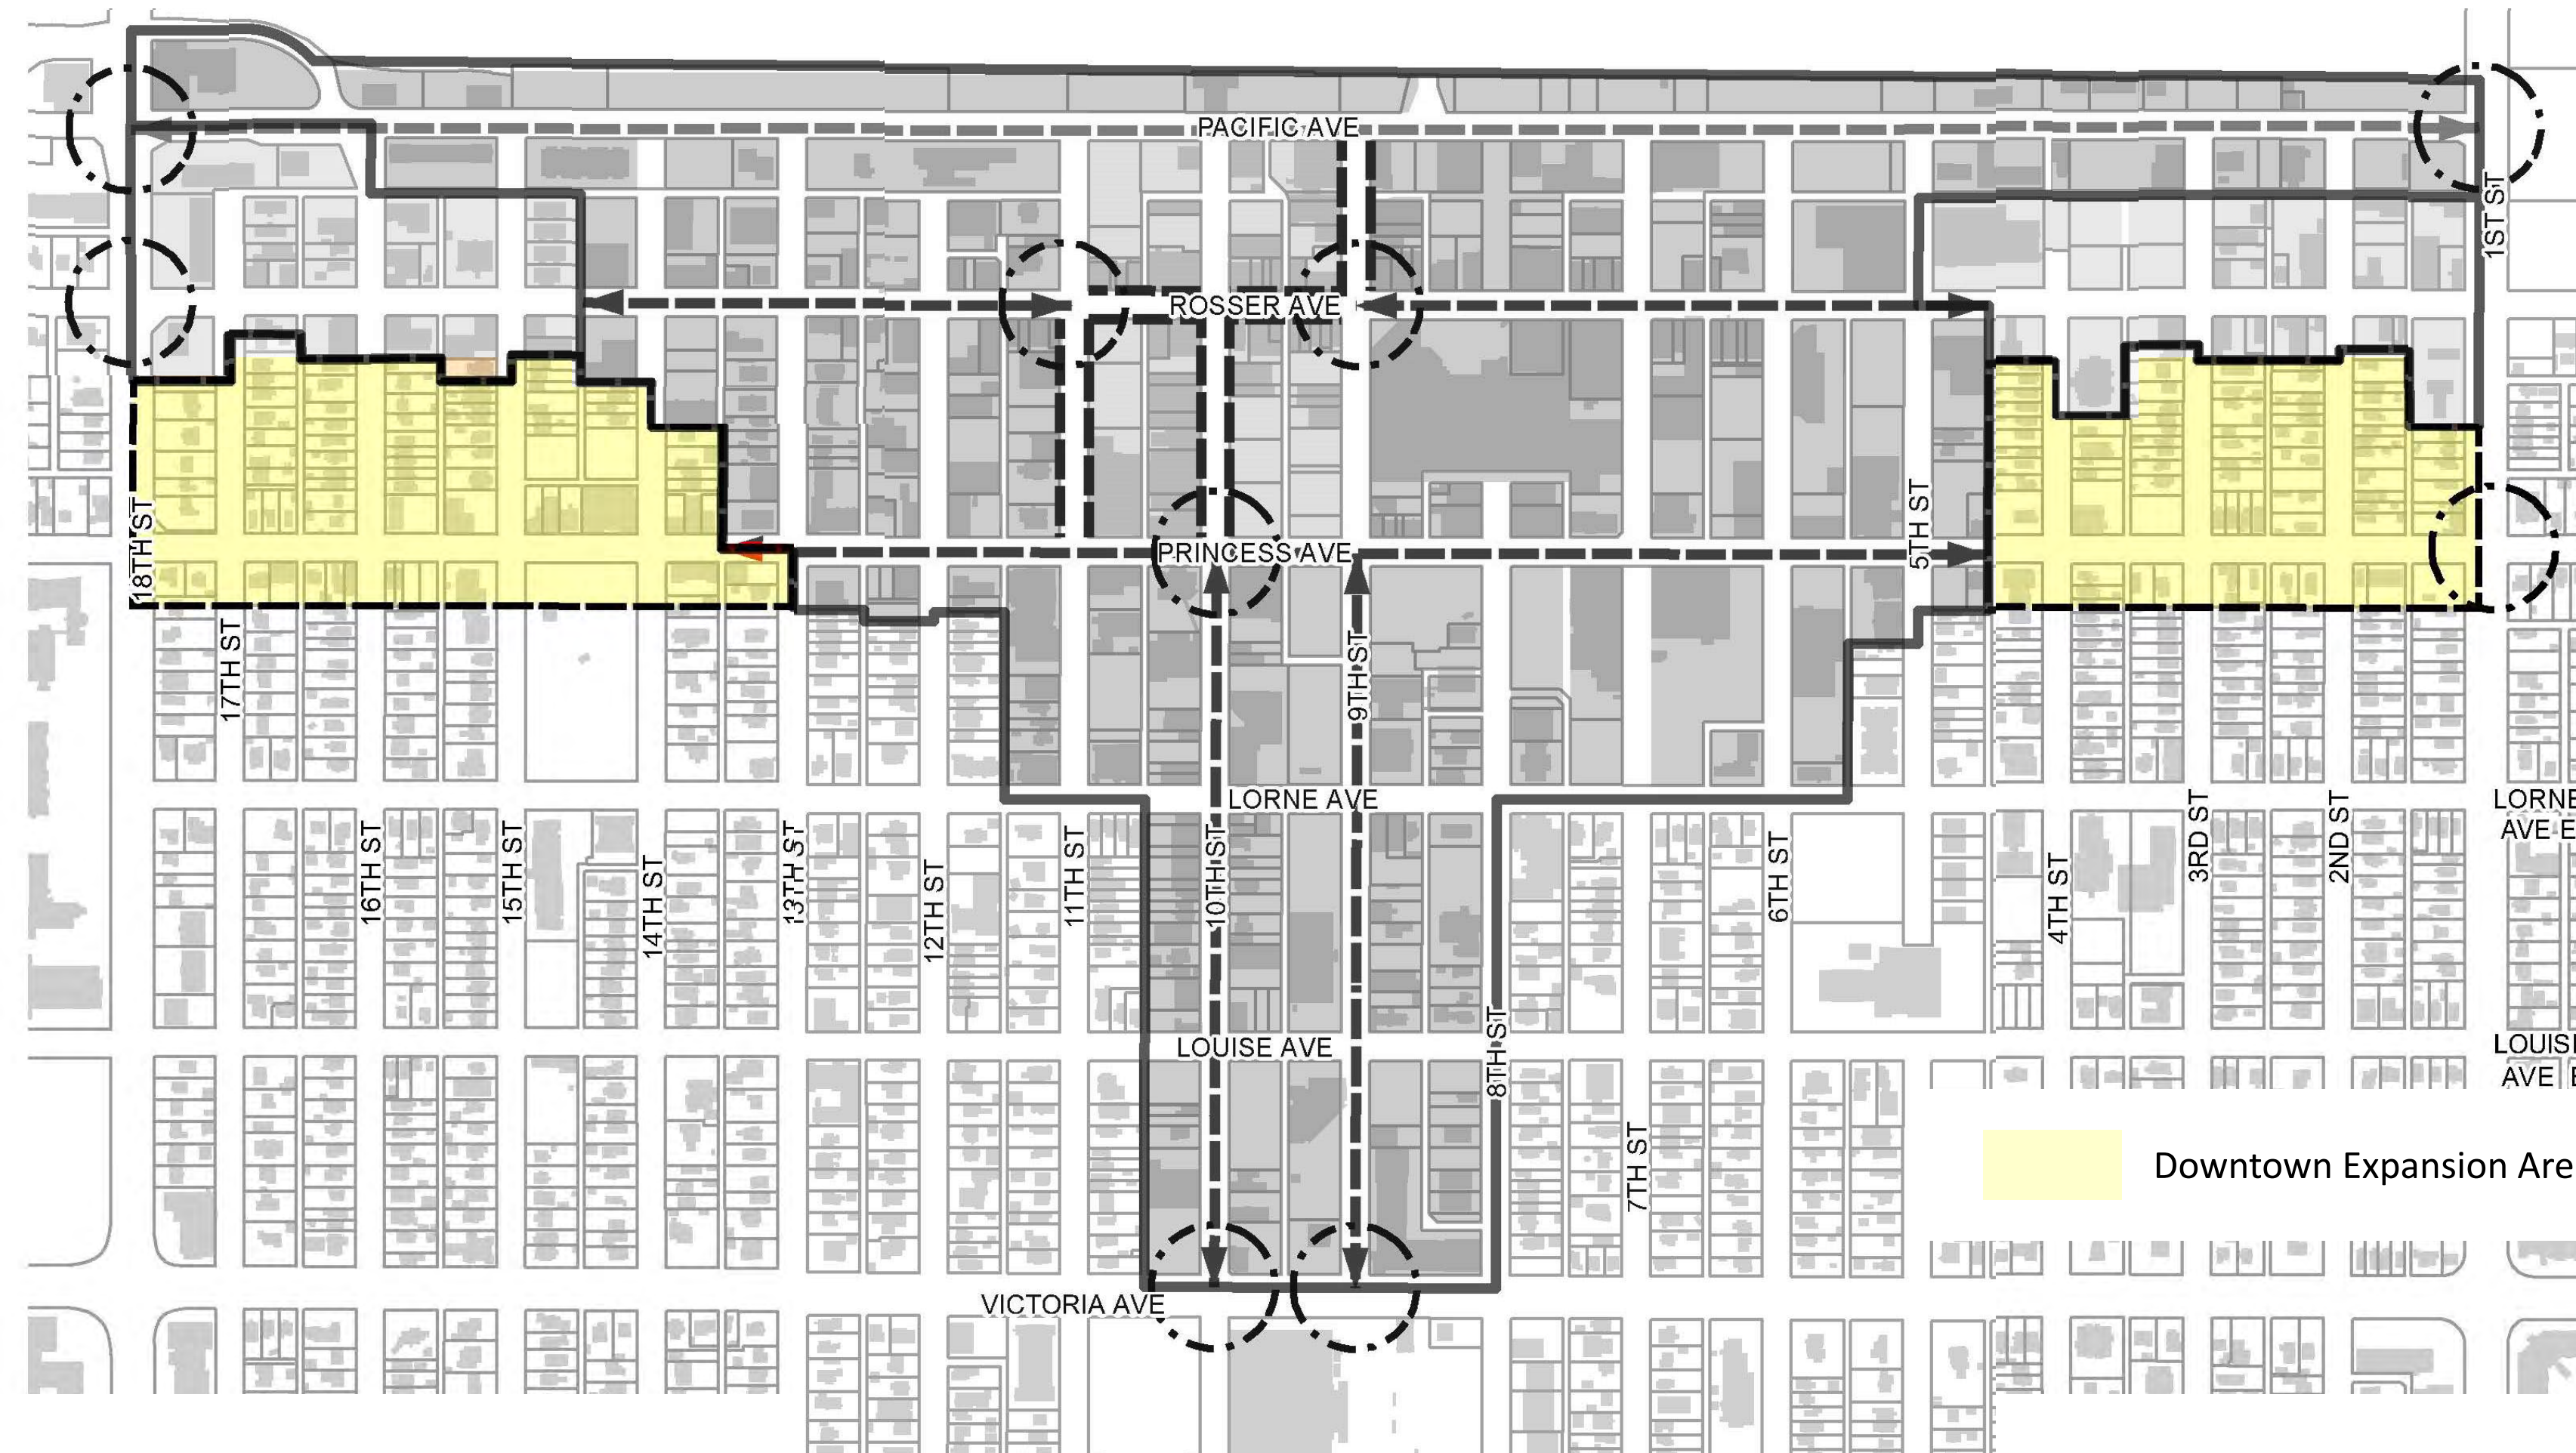 PACIFIC AVE
1ST ST
ROSSER AVE
18TH ST
PRINCESS AVE
5TH ST
17TH ST
9TH ST
LORNE AVE
LORNE
AVE E
16TH ST
15TH ST
14TH ST
13TH ST
12TH ST
11TH ST
10TH ST
6TH ST
4TH ST
3RD ST
2ND ST
LOUISE AVE
8TH ST
LOUISE
AVE E
7TH ST
Downtown Expansion Are
VICTORIA AVE